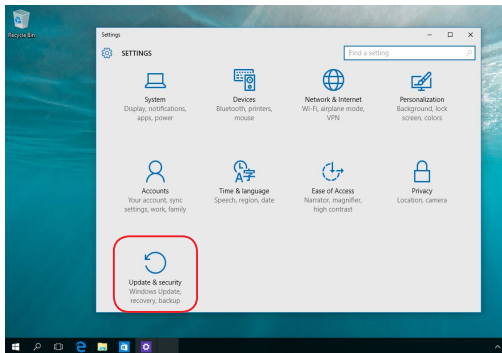 Recycle Bin
Settings
SETTINGS
Find a setting
System
Display, notifications,
apps, power
Devices
Bluetooth, printers,
mouse
Network & Internet
Wi-Fi, airplane mode,
VPN
Personalization
Background, lock
screen, colors
Accounts
Your account, sync
settings, work, family
Time & language
Speech, region, date
Ease of Access
Narrator, magnifier,
high contrast
Privacy
Location, camera
Update & security
Windows Update,
recovery, backup